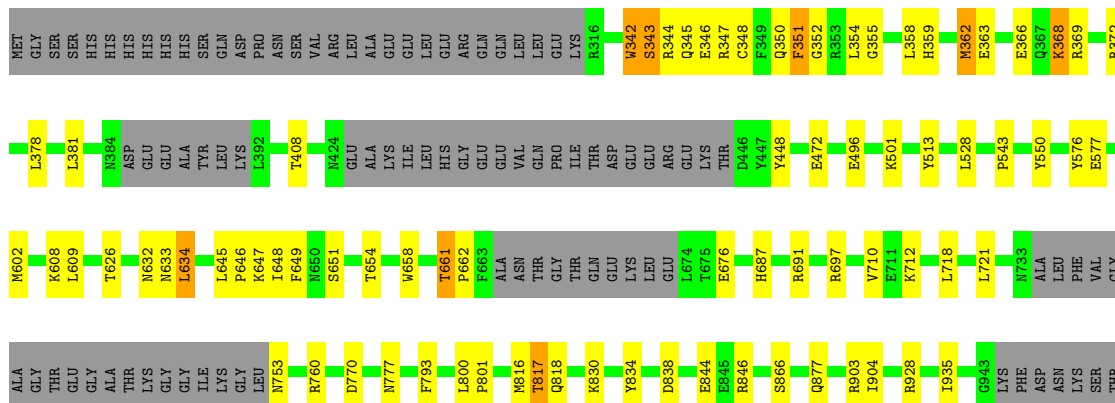 MET GLY SER SER HIS HIS HIS HIS HIS HIS SER GLN ASP PRO ASN SER VAL ARG LEU ALA GLU LEU GLU ARG GLN GLN LEU LEU GLU LYS R316 W342 S343 R344 Q345 E346 R347 C348 F349 Q350 F351 G352 R353 L354 G355 L358 H359 M362 E363 E366 Q367 K368 R369
L378 L381 N384 ASP GLU GLU ALA TYR LEU LYS L392 T408 N424 GLU ALA LYS ILE LEU HIS GLY GLU GLU VAL GLN PRO ILE THR ASP GLU GLU ARG GLU LYS THR D446 Y447 Y448 E472 E496 K501 Y513 L528 P543 Y550 Y576 E577
M602 K608 L609 T626 N632 N633 L634 L645 P646 K647 I648 F649 N650 S651 T654 W658 T661 P662 F663 ALA ASN THR GLY THR GLN GLU LYS LEU GLU L674 T675 E676 H687 R691 R697 V710 E711 K712 L718 L721 N733 ALA LEU PHE VAL GLY
ALA GLY THR GLU GLY ALA THR LYS GLY GLY ILE LYS GLY LEU N753 R760 D770 N777 F793 L800 P801 M816 T817 Q818 K830 Y834 D838 E844 E845 R846 S866 Q877 R903 I904 R928 I935 G943 LYS PHE ASP ASN LYS SER THR